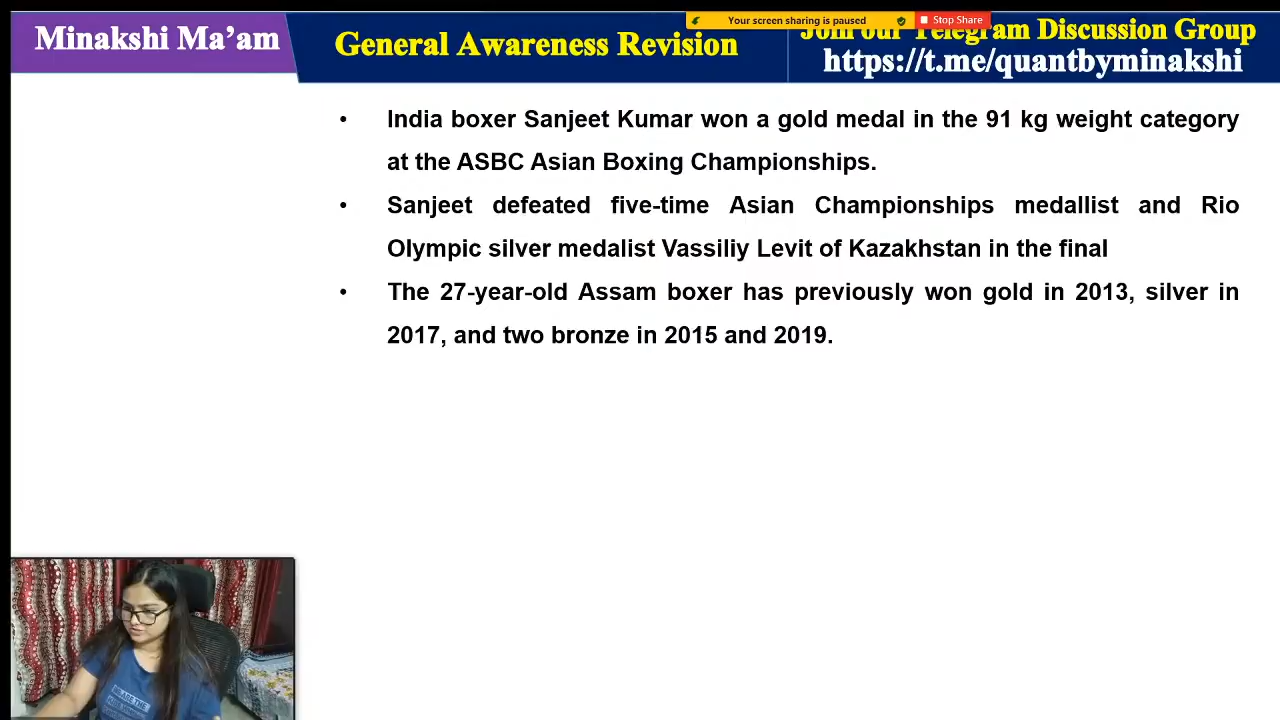 Minakshi Ma’am
General Awareness Revision
Your screen sharing is paused
Stop Share
Join our Telegram Discussion Group
https://t.me/quantbyminakshi
• India boxer Sanjeet Kumar won a gold medal in the 91 kg weight category
at the ASBC Asian Boxing Championships.
• Sanjeet defeated five-time Asian Championships medallist and Rio
Olympic silver medalist Vassiliy Levit of Kazakhstan in the final
• The 27-year-old Assam boxer has previously won gold in 2013, silver in
2017, and two bronze in 2015 and 2019.